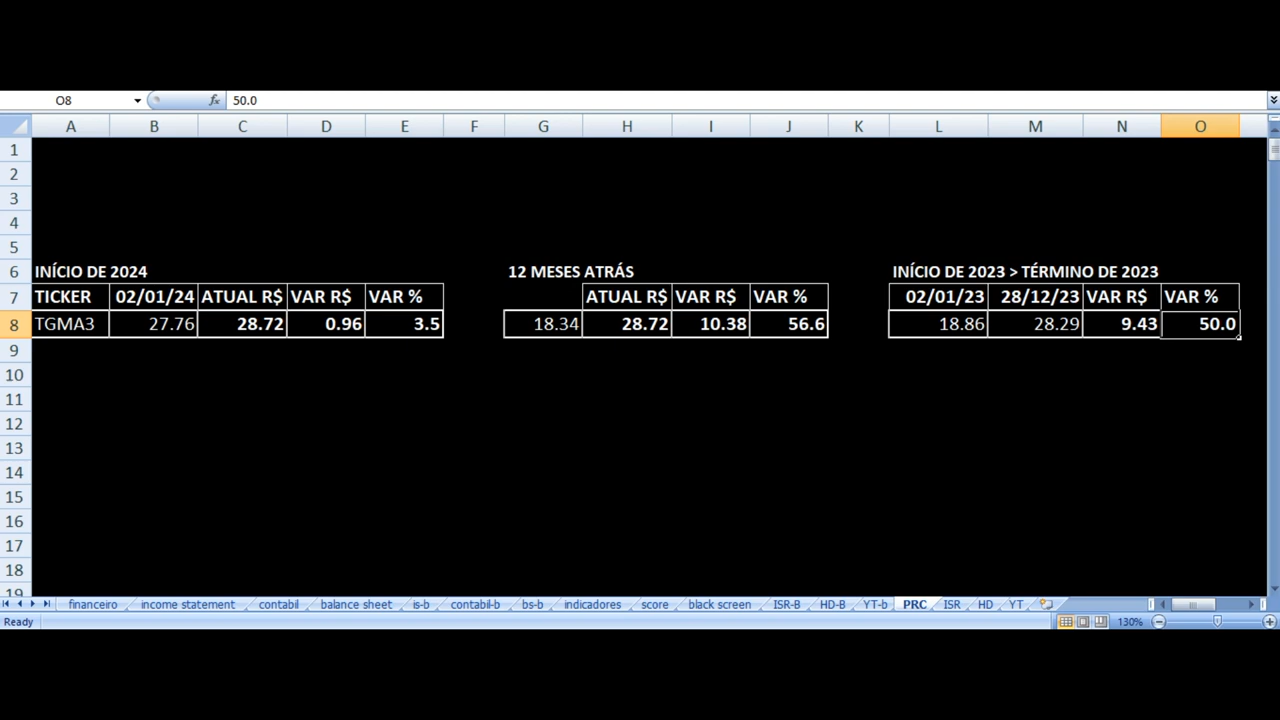 O8 fx 50.0
A B C D E F G H I J K L M N O
1
2
3
4
5
6 INÍCIO DE 2024 12 MESES ATRÁS INÍCIO DE 2023 > TÉRMINO DE 2023
7 TICKER 02/01/24 ATUAL R$ VAR R$ VAR % ATUAL R$ VAR R$ VAR % 02/01/23 28/12/23 VAR R$ VAR %
8 TGMA3 27.76 28.72 0.96 3.5 18.34 28.72 10.38 56.6 18.86 28.29 9.43 50.0
9
10
11
12
13
14
15
16
17
18
19
financeiro income statement contabil balance sheet is-b contabil-b bs-b indicadores score black screen ISR-B HD-B YT-b PRC ISR HD YT
Ready 130%